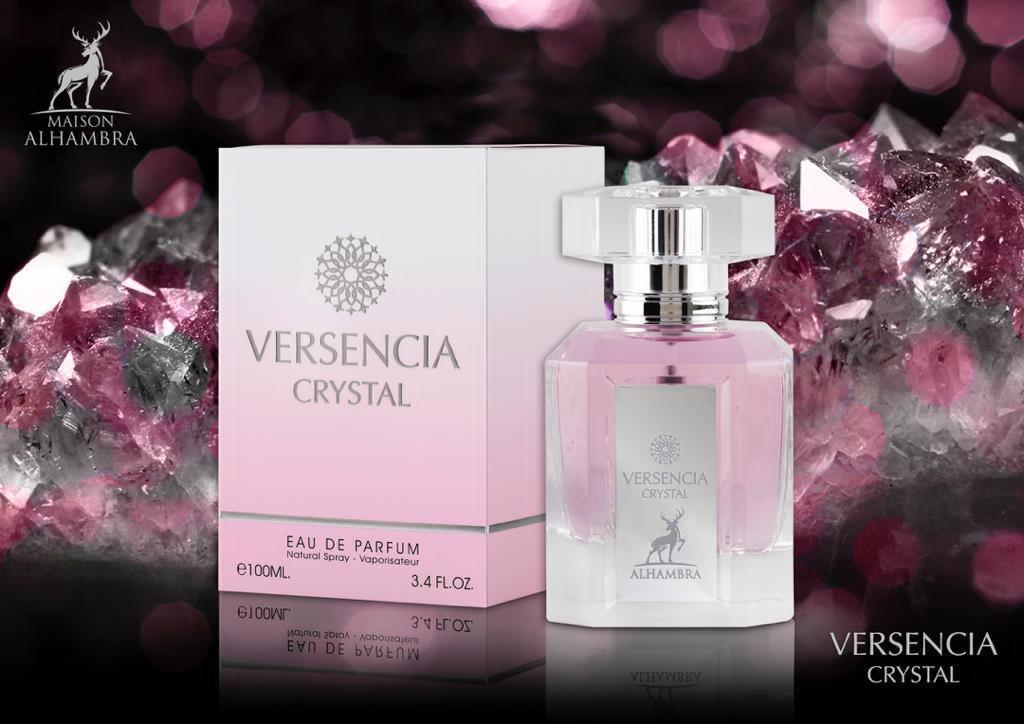 MAISON
ALHAMBRA
VERSENCIA
CRYSTAL
EAU DE PARFUM
Natural Spray - Vaporisateur
℮100ML.
3.4 FL.OZ.
VERSENCIA
CRYSTAL
ALHAMBRA
VERSENCIA
CRYSTAL